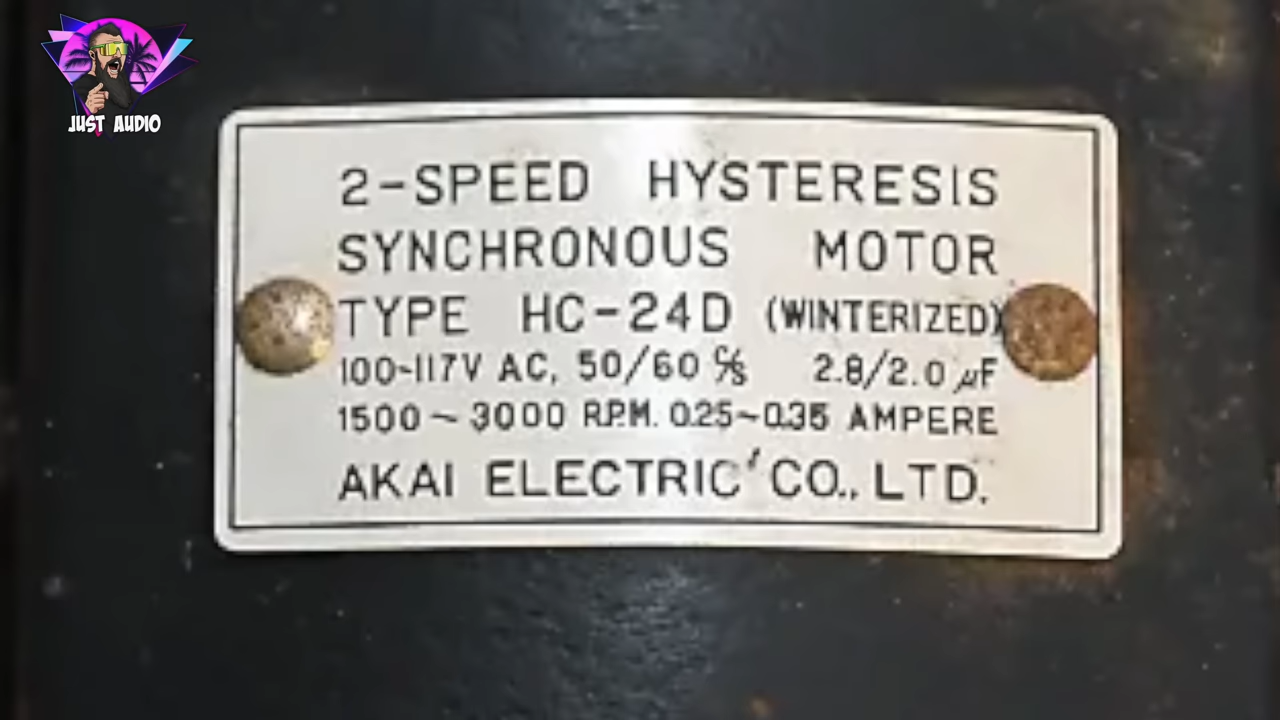 JUST AUDIO
2-SPEED HYSTERESIS
SYNCHRONOUS MOTOR
TYPE HC-24D (WINTERIZED)
100~117V AC, 50/60 ℆ 2.8/2.0 µF
1500 ~ 3000 R.P.M. 0.25~0.35 AMPERE
AKAI ELECTRIC CO., LTD.